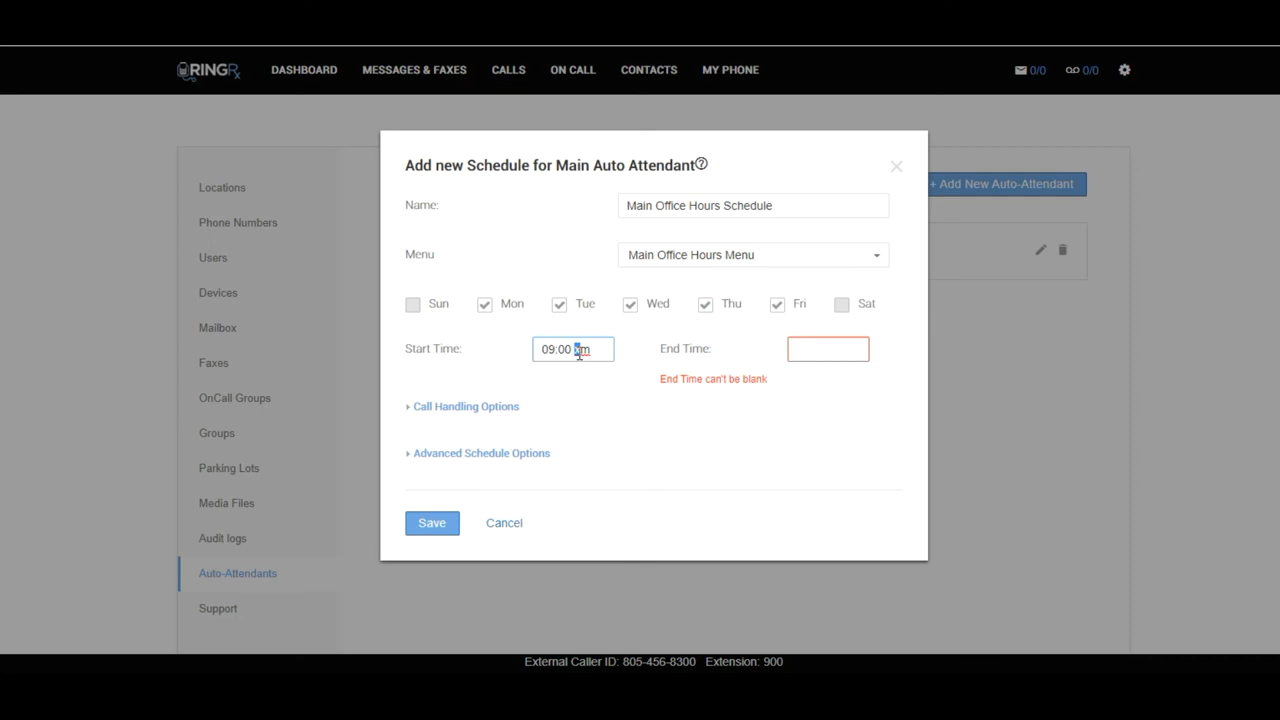 RINGRx DASHBOARD MESSAGES & FAXES CALLS ON CALL CONTACTS MY PHONE 0/0 0/0
Add new Schedule for Main Auto Attendant
+ Add New Auto-Attendant
Locations
Phone Numbers
Users
Devices
Mailbox
Faxes
OnCall Groups
Groups
Parking Lots
Media Files
Audit logs
Auto-Attendants
Support
Name: Main Office Hours Schedule
Menu Main Office Hours Menu
Sun Mon Tue Wed Thu Fri Sat
Start Time: 09:00 End Time:
End Time can't be blank
Call Handling Options
Advanced Schedule Options
Save Cancel
External Caller ID: 805-456-8300 Extension: 900